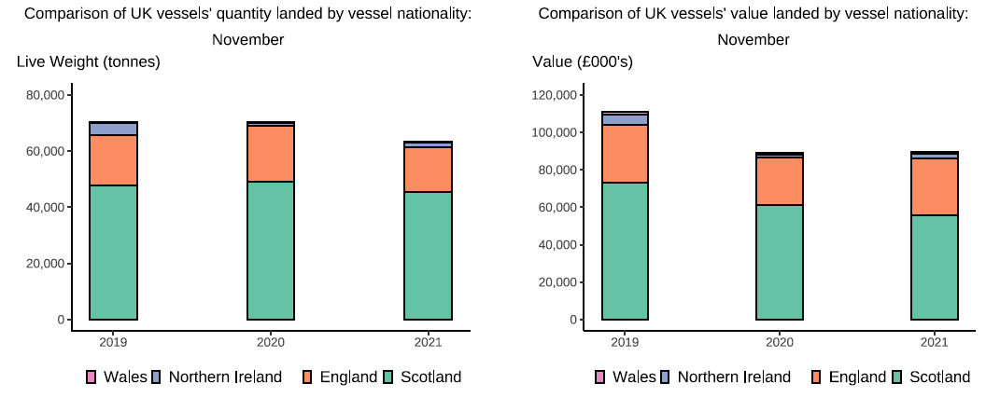 Comparison of UK vessels' quantity landed by vessel nationality:
November
Live Weight (tonnes)
80,000
60,000
40,000
20,000
0
2019 2020 2021
Wales Northern Ireland England Scotland
Comparison of UK vessels' value landed by vessel nationality:
November
Value (£000's)
120,000
100,000
80,000
60,000
40,000
20,000
0
2019 2020 2021
Wales Northern Ireland England Scotland